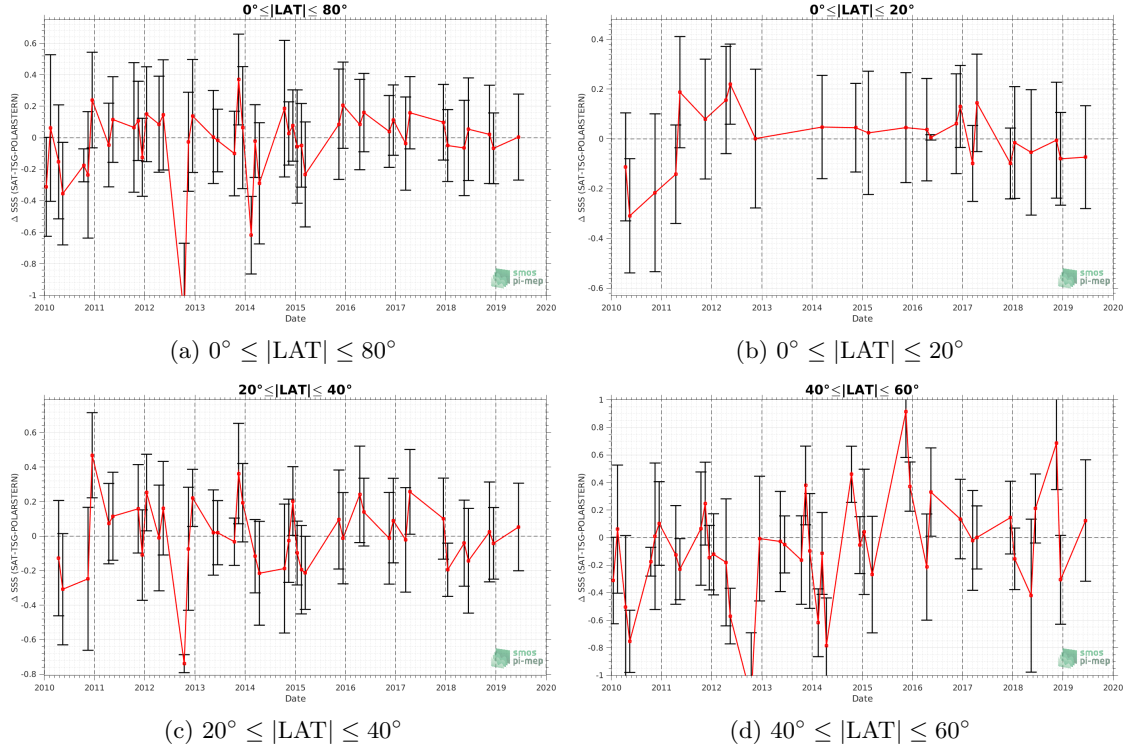 0°≤|LAT|≤ 80°
Δ SSS (SAT-TSG-POLARSTERN)
0.6
0.4
0.2
0
-0.2
-0.4
-0.6
-0.8
-1
2010 2011 2012 2013 2014 2015 2016 2017 2018 2019 2020
Date
smos
pi-mep
(a) 0° ≤ |LAT| ≤ 80°
0°≤|LAT|≤ 20°
Δ SSS (SAT-TSG-POLARSTERN)
0.4
0.2
0
-0.2
-0.4
-0.6
2010 2011 2012 2013 2014 2015 2016 2017 2018 2019 2020
Date
smos
pi-mep
(b) 0° ≤ |LAT| ≤ 20°
20°≤|LAT|≤ 40°
Δ SSS (SAT-TSG-POLARSTERN)
0.6
0.4
0.2
0
-0.2
-0.4
-0.6
-0.8
2010 2011 2012 2013 2014 2015 2016 2017 2018 2019 2020
Date
smos
pi-mep
(c) 20° ≤ |LAT| ≤ 40°
40°≤|LAT|≤ 60°
Δ SSS (SAT-TSG-POLARSTERN)
1
0.8
0.6
0.4
0.2
0
-0.2
-0.4
-0.6
-0.8
-1
2010 2011 2012 2013 2014 2015 2016 2017 2018 2019 2020
Date
smos
pi-mep
(d) 40° ≤ |LAT| ≤ 60°